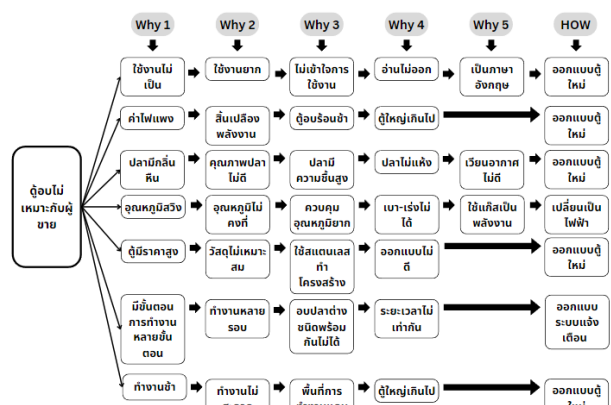 Why 1 Why 2 Why 3 Why 4 Why 5 HOW
ใช้งานไม่
เป็น
ใช้งานยาก
ไม่เข้าใจการ
ใช้งาน
อ่านไม่ออก
เป็นภาษา
อังกฤษ
ออกแบบตู้
ใหม่
ค่าไฟแพง
สิ้นเปลือง
พลังงาน
ตู้อบร้อนช้า
ตู้ใหญ่เกินไป
ออกแบบตู้
ใหม่
ตู้อบไม่
เหมาะกับผู้
ขาย
ปลามีกลิ่น
หืน
คุณภาพปลา
ไม่ดี
ปลามี
ความชื้นสูง
ปลาไม่แห้ง
เวียนอากาศ
ไม่ดี
ออกแบบตู้
ใหม่
อุณหภูมิสวิง
อุณหภูมิไม่
คงที่
ควบคุม
อุณหภูมิยาก
เบา-เร่งไม่
ได้
ใช้แก๊สเป็น
พลังงาน
เปลี่ยนเป็น
ไฟฟ้า
ตู้มีราคาสูง
วัสดุไม่เหมาะ
สม
ใช้สแตนเลส
ทำ
โครงสร้าง
ออกแบบไม่
ดี
ออกแบบตู้
ใหม่
มีขั้นตอน
การทำงาน
หลายขั้น
ตอน
ทำงานหลาย
รอบ
อบปลาต่าง
ชนิดพร้อม
กันไม่ได้
ระยะเวลาไม่
เท่ากัน
ออกแบบ
ระบบแจ้ง
เตือน
ทำงานช้า
ทำงานไม่
พื้นที่การ
ตู้ใหญ่เกินไป
ออกแบบตู้